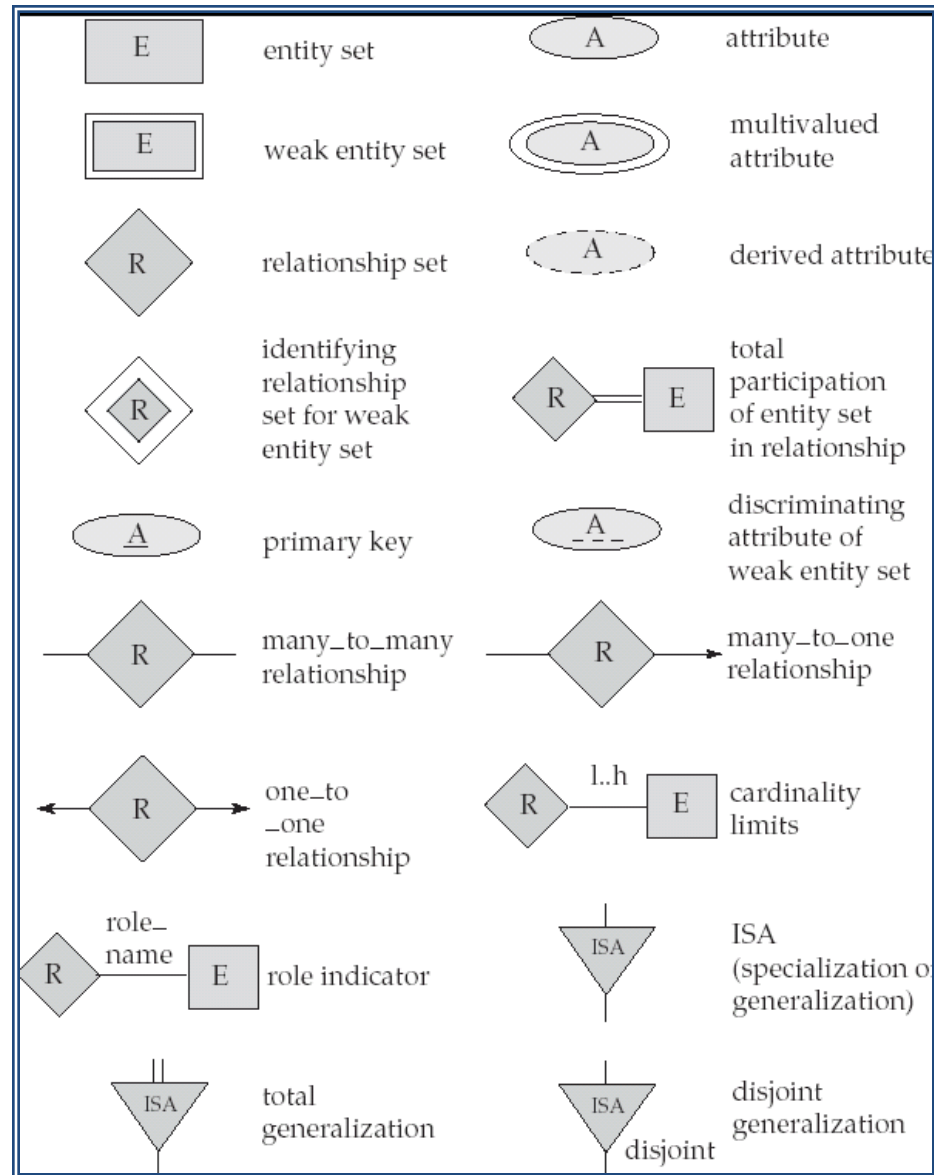 E
entity set
A
attribute
E
weak entity set
A
multivalued
attribute
R
relationship set
A
derived attribute
R
identifying
relationship
set for weak
entity set
R
E
total
participation
of entity set
in relationship
A
primary key
A
discriminating
attribute of
weak entity set
R
many_to_many
relationship
R
many_to_one
relationship
R
one_to
_one
relationship
R
l..h
E
cardinality
limits
R
role_
name
E
role indicator
ISA
ISA
(specialization or
generalization)
ISA
total
generalization
ISA
disjoint
disjoint
generalization